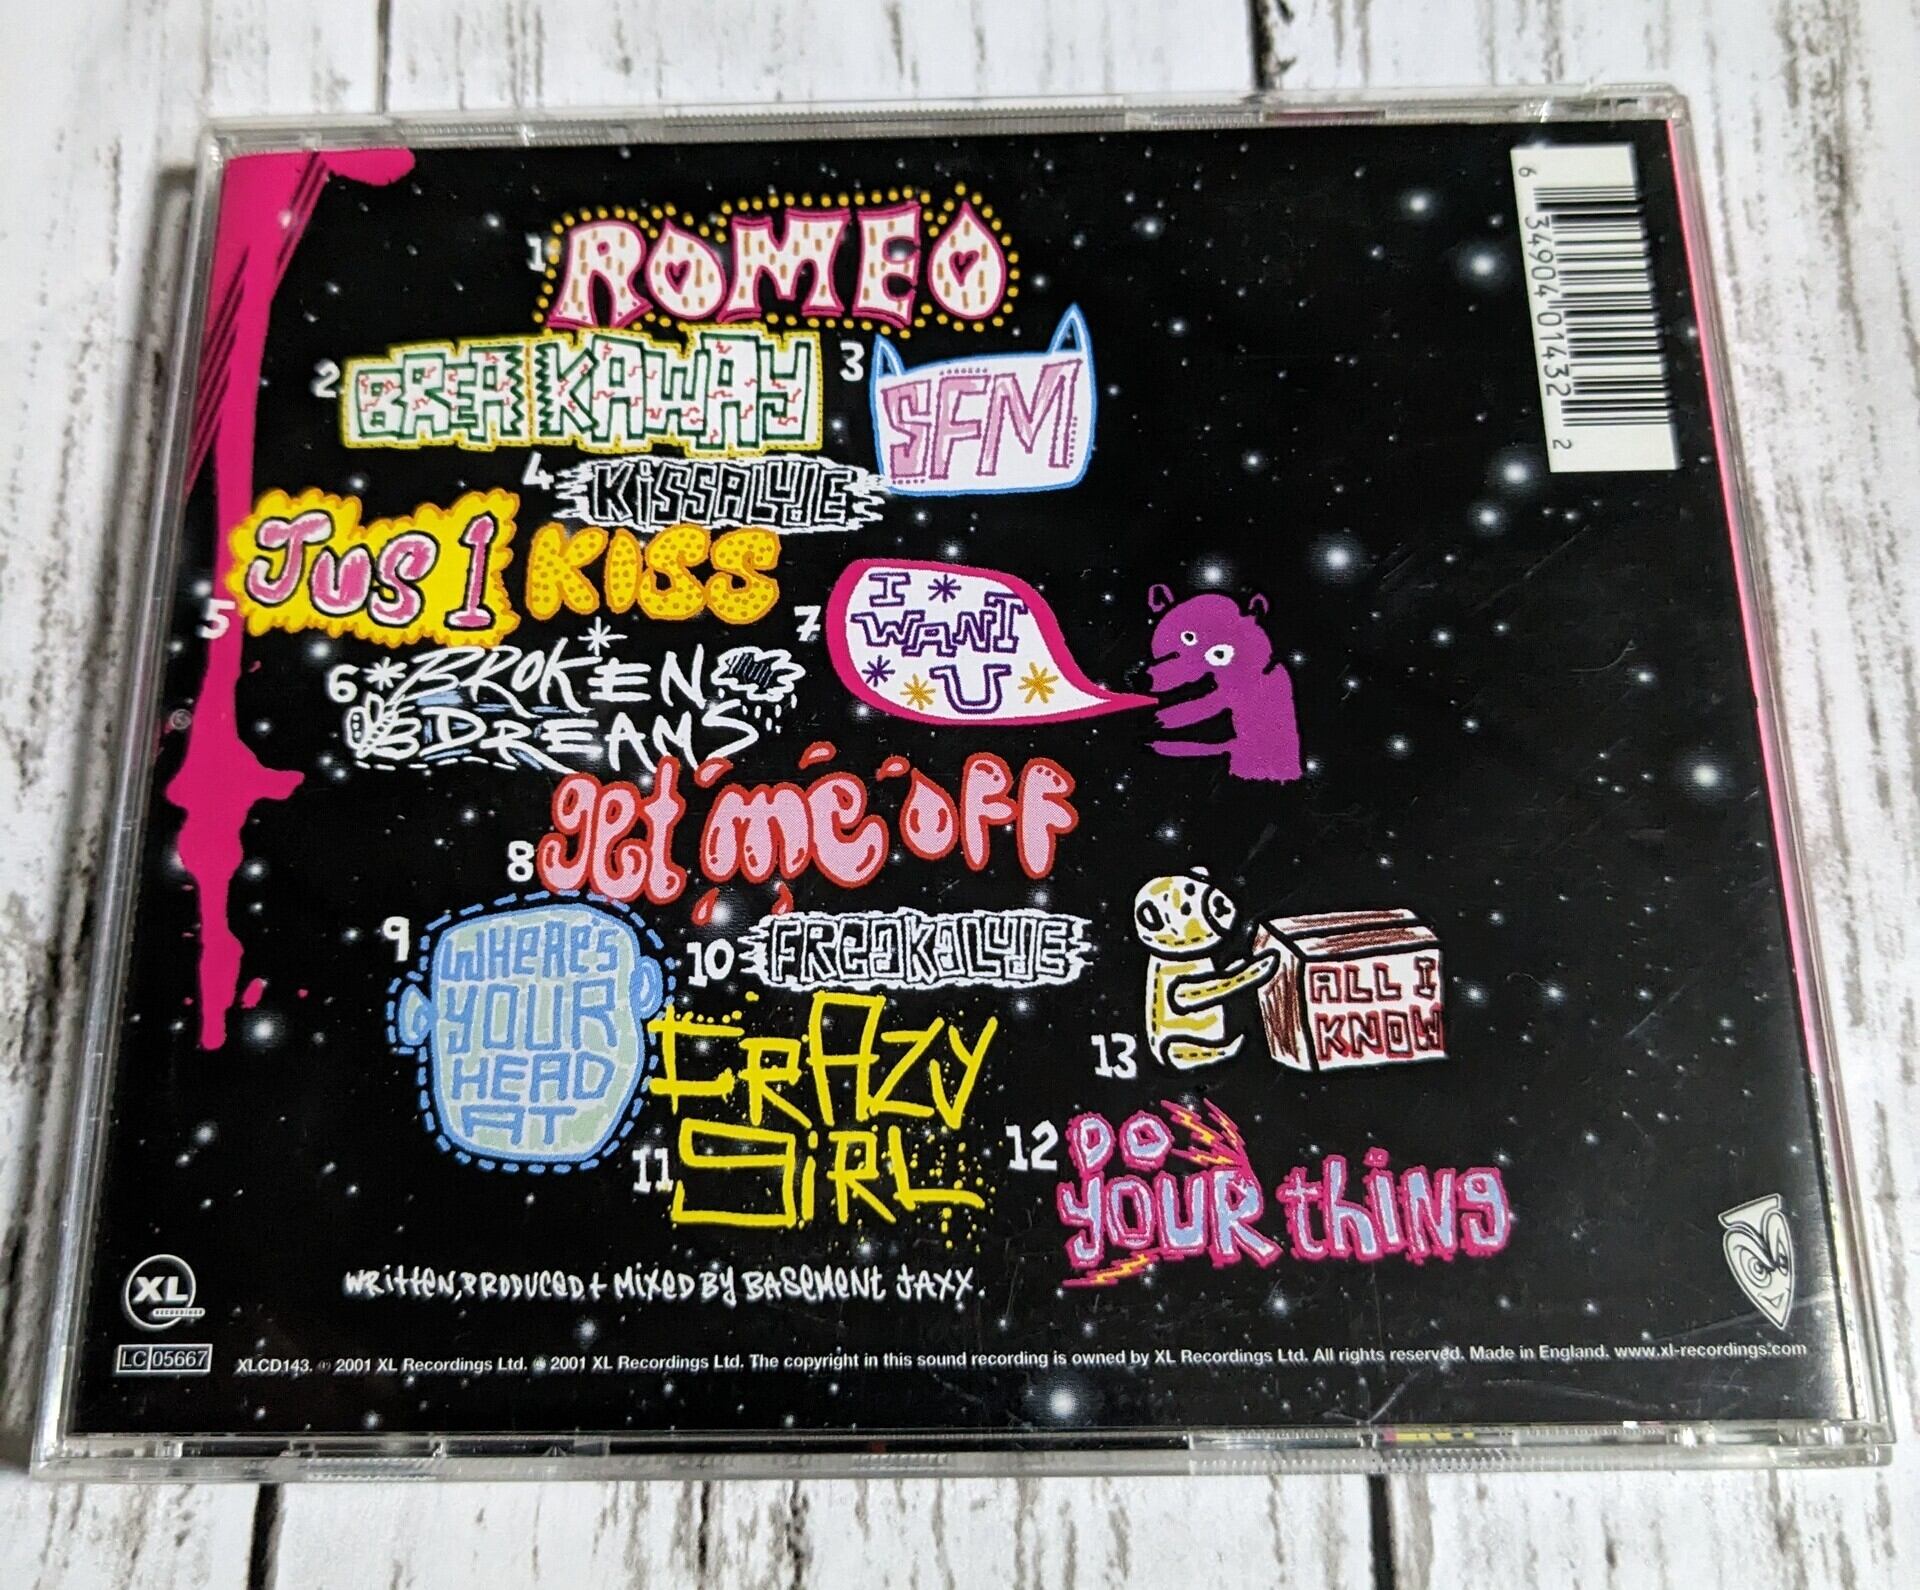 1 ROMEO
2 BREAKAWAY
3 SFM
4 KISSALUDE
5 JUS 1 KISS
6 BROKEN
DREAMS
7 I
WANT
U
8 get me off
9 WHERE'S
YOUR
HEAD
AT
10 FREAKALUDE
11 CRAZY
GIRL
12 DO
YOUR thiNg
13 ALL I
KNOW
WRitteN, PRODUCED + MiXED BY BASEMENt JAXX.
XL
RECORDINGS
LC 05667
XLCD143. ℗ 2001 XL Recordings Ltd. © 2001 XL Recordings Ltd. The copyright in this sound recording is owned by XL Recordings Ltd. All rights reserved. Made in England. www.xl-recordings.com
6 34904 01432 2